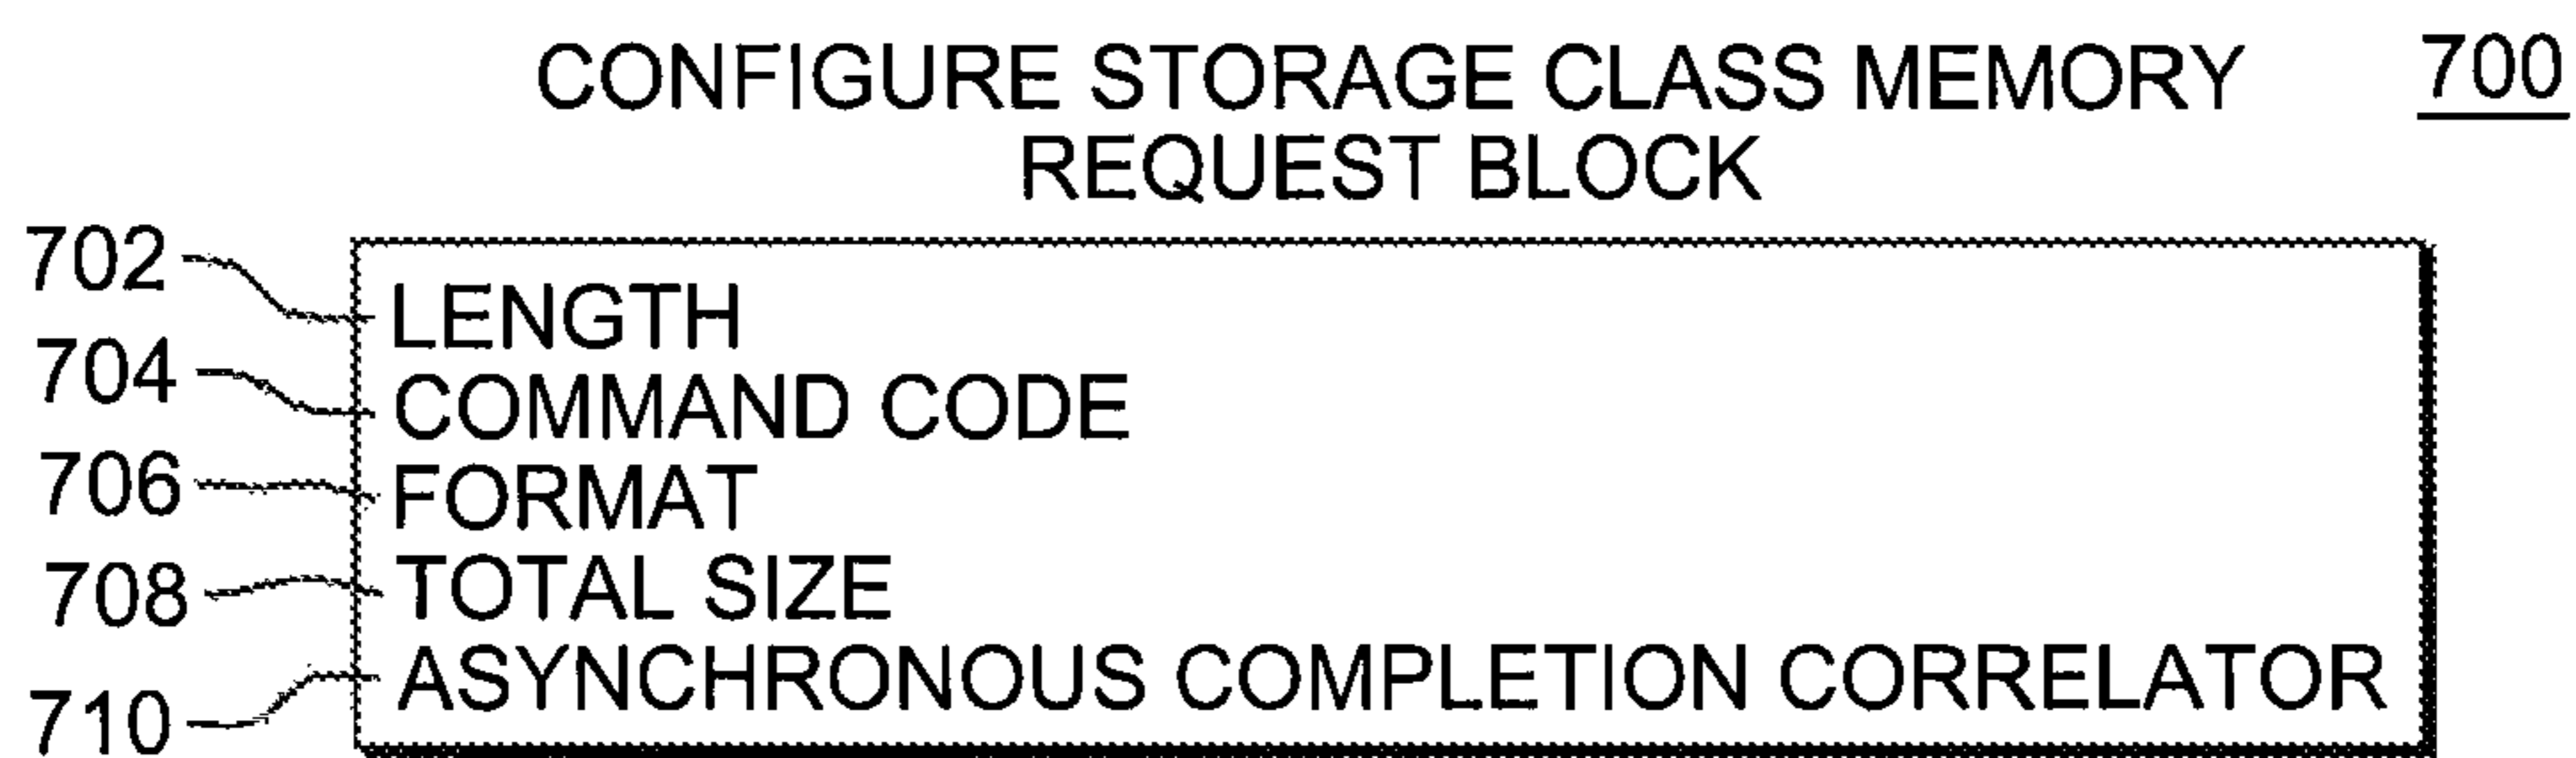 CONFIGURE STORAGE CLASS MEMORY 700
REQUEST BLOCK
702 LENGTH
704 COMMAND CODE
706 FORMAT
708 TOTAL SIZE
710 ASYNCHRONOUS COMPLETION CORRELATOR